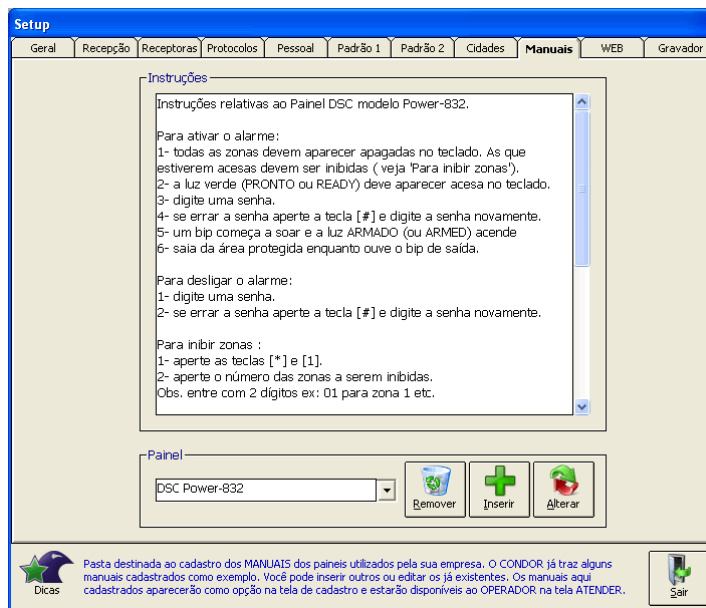 Setup
Geral Recepção Receptoras Protocolos Pessoal Padrão 1 Padrão 2 Cidades Manuais WEB Gravador
Instruções
Instruções relativas ao Painel DSC modelo Power-832.
Para ativar o alarme:
1- todas as zonas devem aparecer apagadas no teclado. As que
estiverem acesas devem ser inibidas ( veja 'Para inibir zonas').
2- a luz verde (PRONTO ou READY) deve aparecer acesa no teclado.
3- digite uma senha.
4- se errar a senha aperte a tecla [#] e digite a senha novamente.
5- um bip começa a soar e a luz ARMADO (ou ARMED) acende
6- saia da área protegida enquanto ouve o bip de saída.
Para desligar o alarme:
1- digite uma senha.
2- se errar a senha aperte a tecla [#] e digite a senha novamente.
Para inibir zonas :
1- aperte as teclas [*] e [1].
2- aperte o número das zonas a serem inibidas.
Obs. entre com 2 dígitos ex: 01 para zona 1 etc.
Painel
DSC Power-832
Remover Inserir Alterar
Pasta destinada ao cadastro dos MANUAIS dos paineis utilizados pela sua empresa. O CONDOR já traz alguns
manuais cadastrados como exemplo. Você pode inserir outros ou editar os já existentes. Os manuais aqui
cadastrados aparecerão como opção na tela de cadastro e estarão disponíveis ao OPERADOR na tela ATENDER.
Dicas
Sair